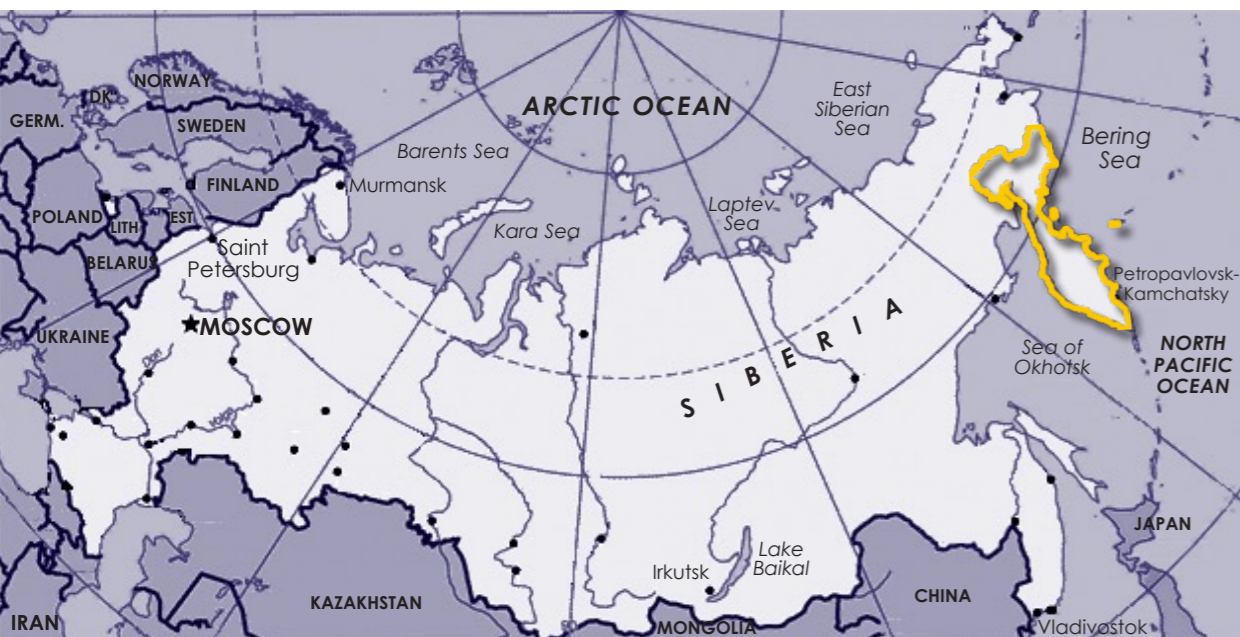 NORWAY
DK
GERM.
SWEDEN
ARCTIC OCEAN
East
Siberian
Sea
Bering
Sea
Barents Sea
FINLAND
Murmansk
POLAND
LITH
EST
Kara Sea
Laptev
Sea
Saint
Petersburg
BELARUS
Petropavlovsk-
Kamchatsky
UKRAINE
MOSCOW
SIBERIA
Sea of
Okhotsk
NORTH
PACIFIC
OCEAN
Don
JAPAN
Lake
Baikal
Irkutsk
KAZAKHSTAN
CHINA
IRAN
MONGOLIA
Vladivostok